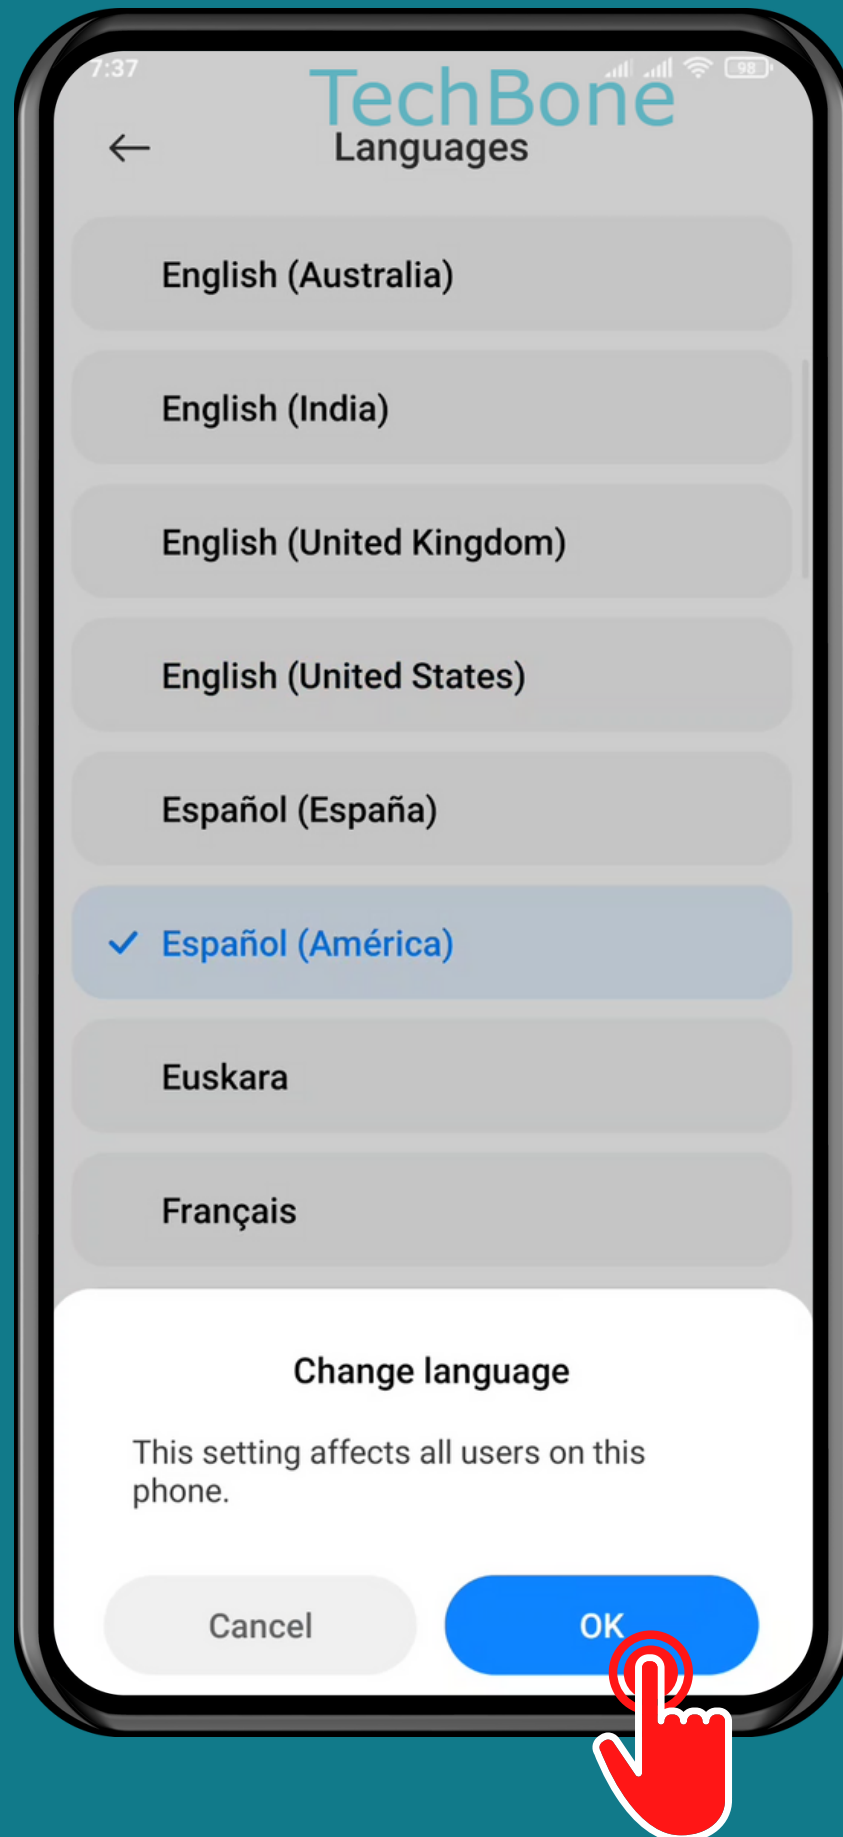 7:37
98
TechBone
Languages
English (Australia)
English (India)
English (United Kingdom)
English (United States)
Español (España)
Español (América)
Euskara
Français
Change language
This setting affects all users on this
phone.
Cancel
OK